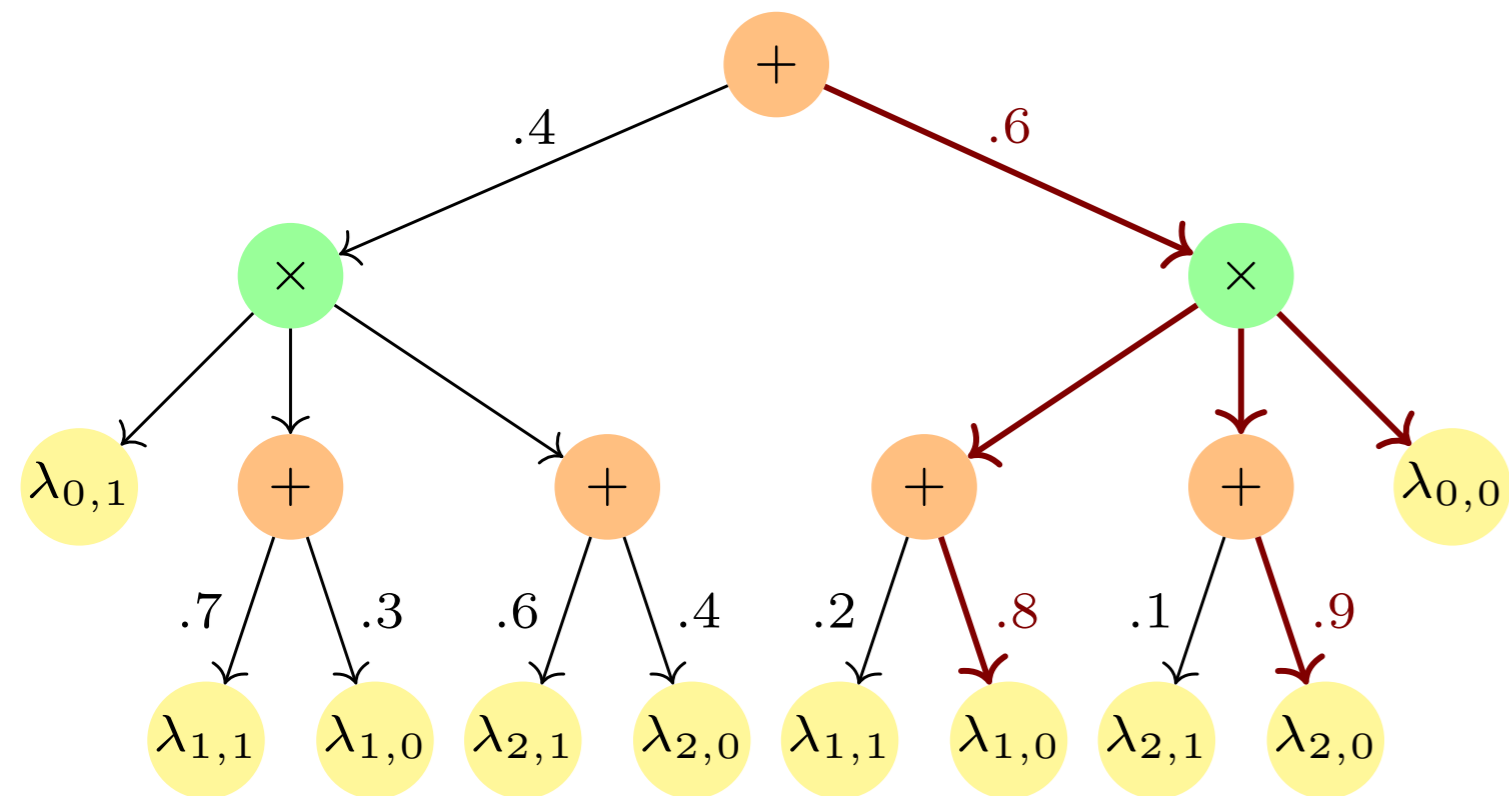 +
.4 .6
× ×
λ0,1 + + + + λ0,0
.7 .3 .6 .4 .2 .8 .1 .9
λ1,1 λ1,0 λ2,1 λ2,0 λ1,1 λ1,0 λ2,1 λ2,0